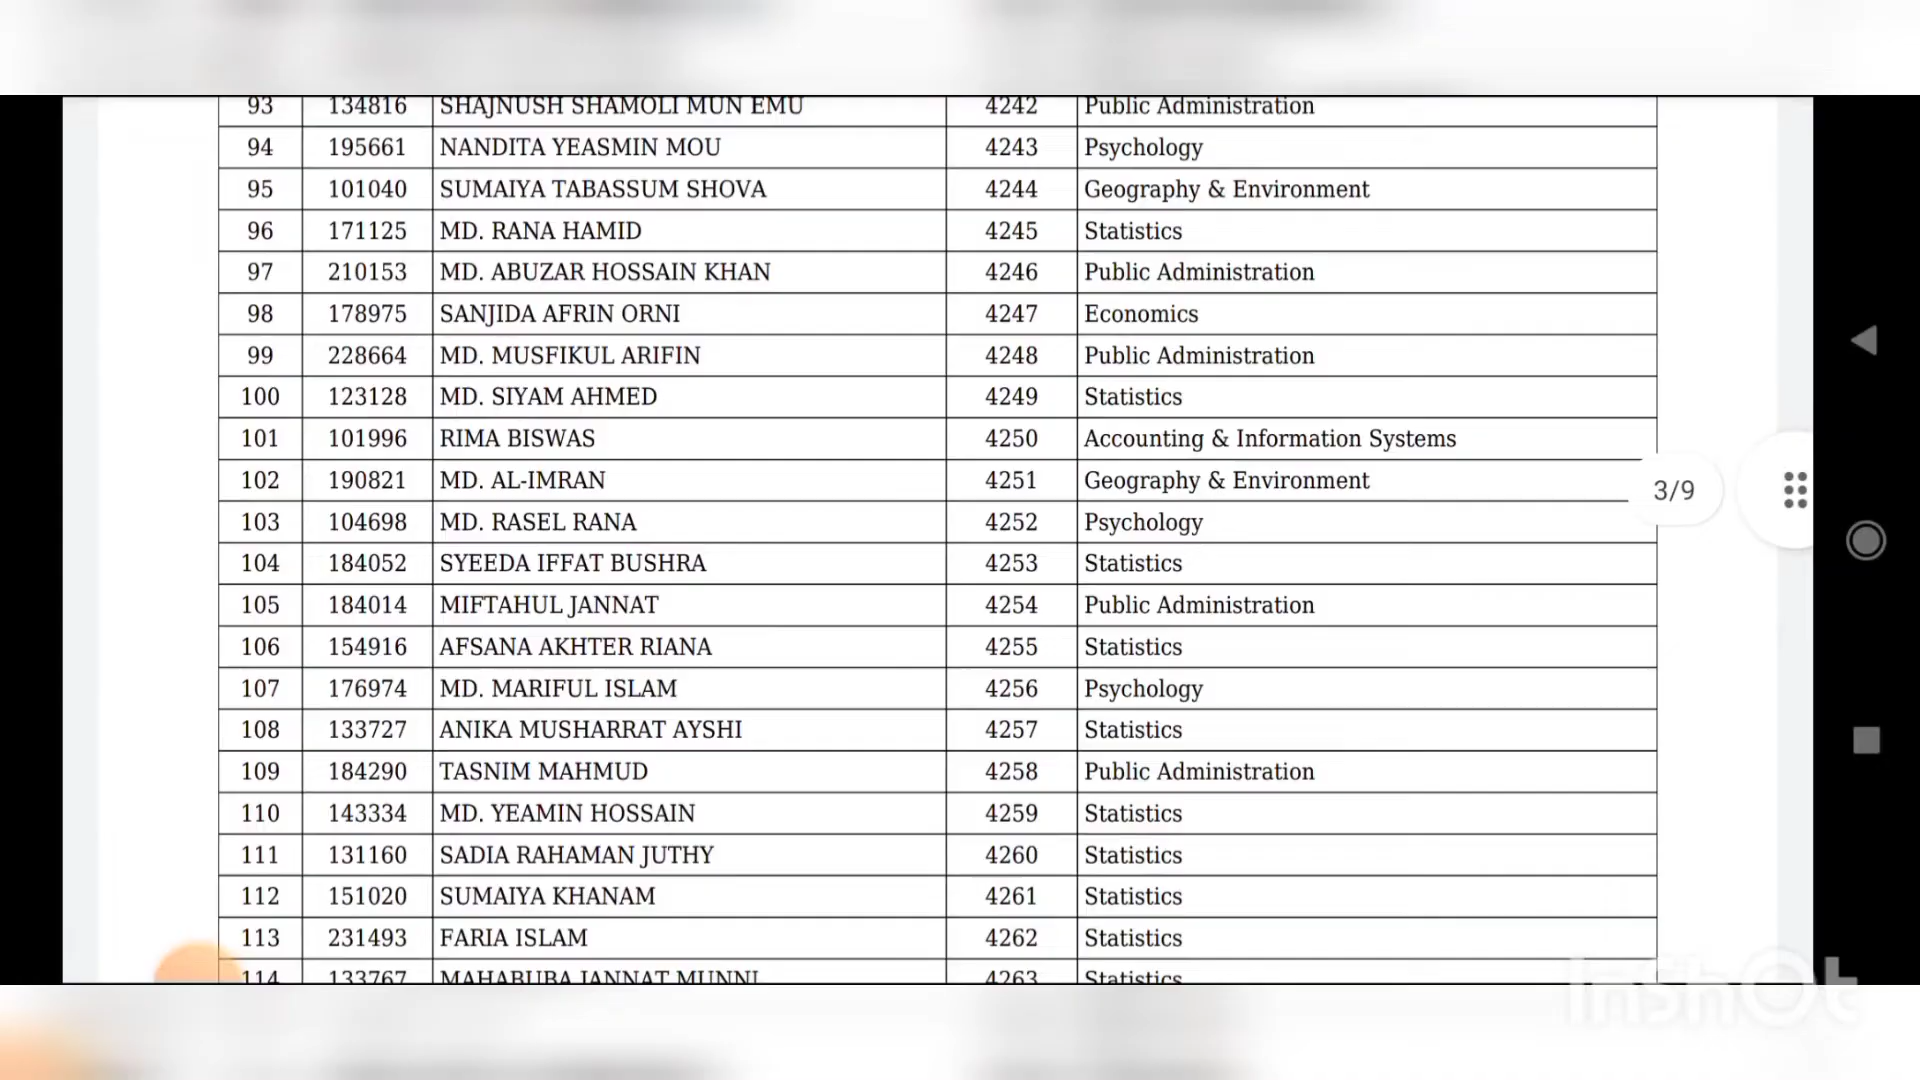 93 134816 SHAJNUSH SHAMOLI MUN EMU 4242 Public Administration
94 195661 NANDITA YEASMIN MOU 4243 Psychology
95 101040 SUMAIYA TABASSUM SHOVA 4244 Geography & Environment
96 171125 MD. RANA HAMID 4245 Statistics
97 210153 MD. ABUZAR HOSSAIN KHAN 4246 Public Administration
98 178975 SANJIDA AFRIN ORNI 4247 Economics
99 228664 MD. MUSFIKUL ARIFIN 4248 Public Administration
100 123128 MD. SIYAM AHMED 4249 Statistics
101 101996 RIMA BISWAS 4250 Accounting & Information Systems
102 190821 MD. AL-IMRAN 4251 Geography & Environment
3/9
103 104698 MD. RASEL RANA 4252 Psychology
104 184052 SYEEDA IFFAT BUSHRA 4253 Statistics
105 184014 MIFTAHUL JANNAT 4254 Public Administration
106 154916 AFSANA AKHTER RIANA 4255 Statistics
107 176974 MD. MARIFUL ISLAM 4256 Psychology
108 133727 ANIKA MUSHARRAT AYSHI 4257 Statistics
109 184290 TASNIM MAHMUD 4258 Public Administration
110 143334 MD. YEAMIN HOSSAIN 4259 Statistics
111 131160 SADIA RAHAMAN JUTHY 4260 Statistics
112 151020 SUMAIYA KHANAM 4261 Statistics
113 231493 FARIA ISLAM 4262 Statistics
114 133767 MAHABUBA JANNAT MUNNI 4263 Statistics
InShOt